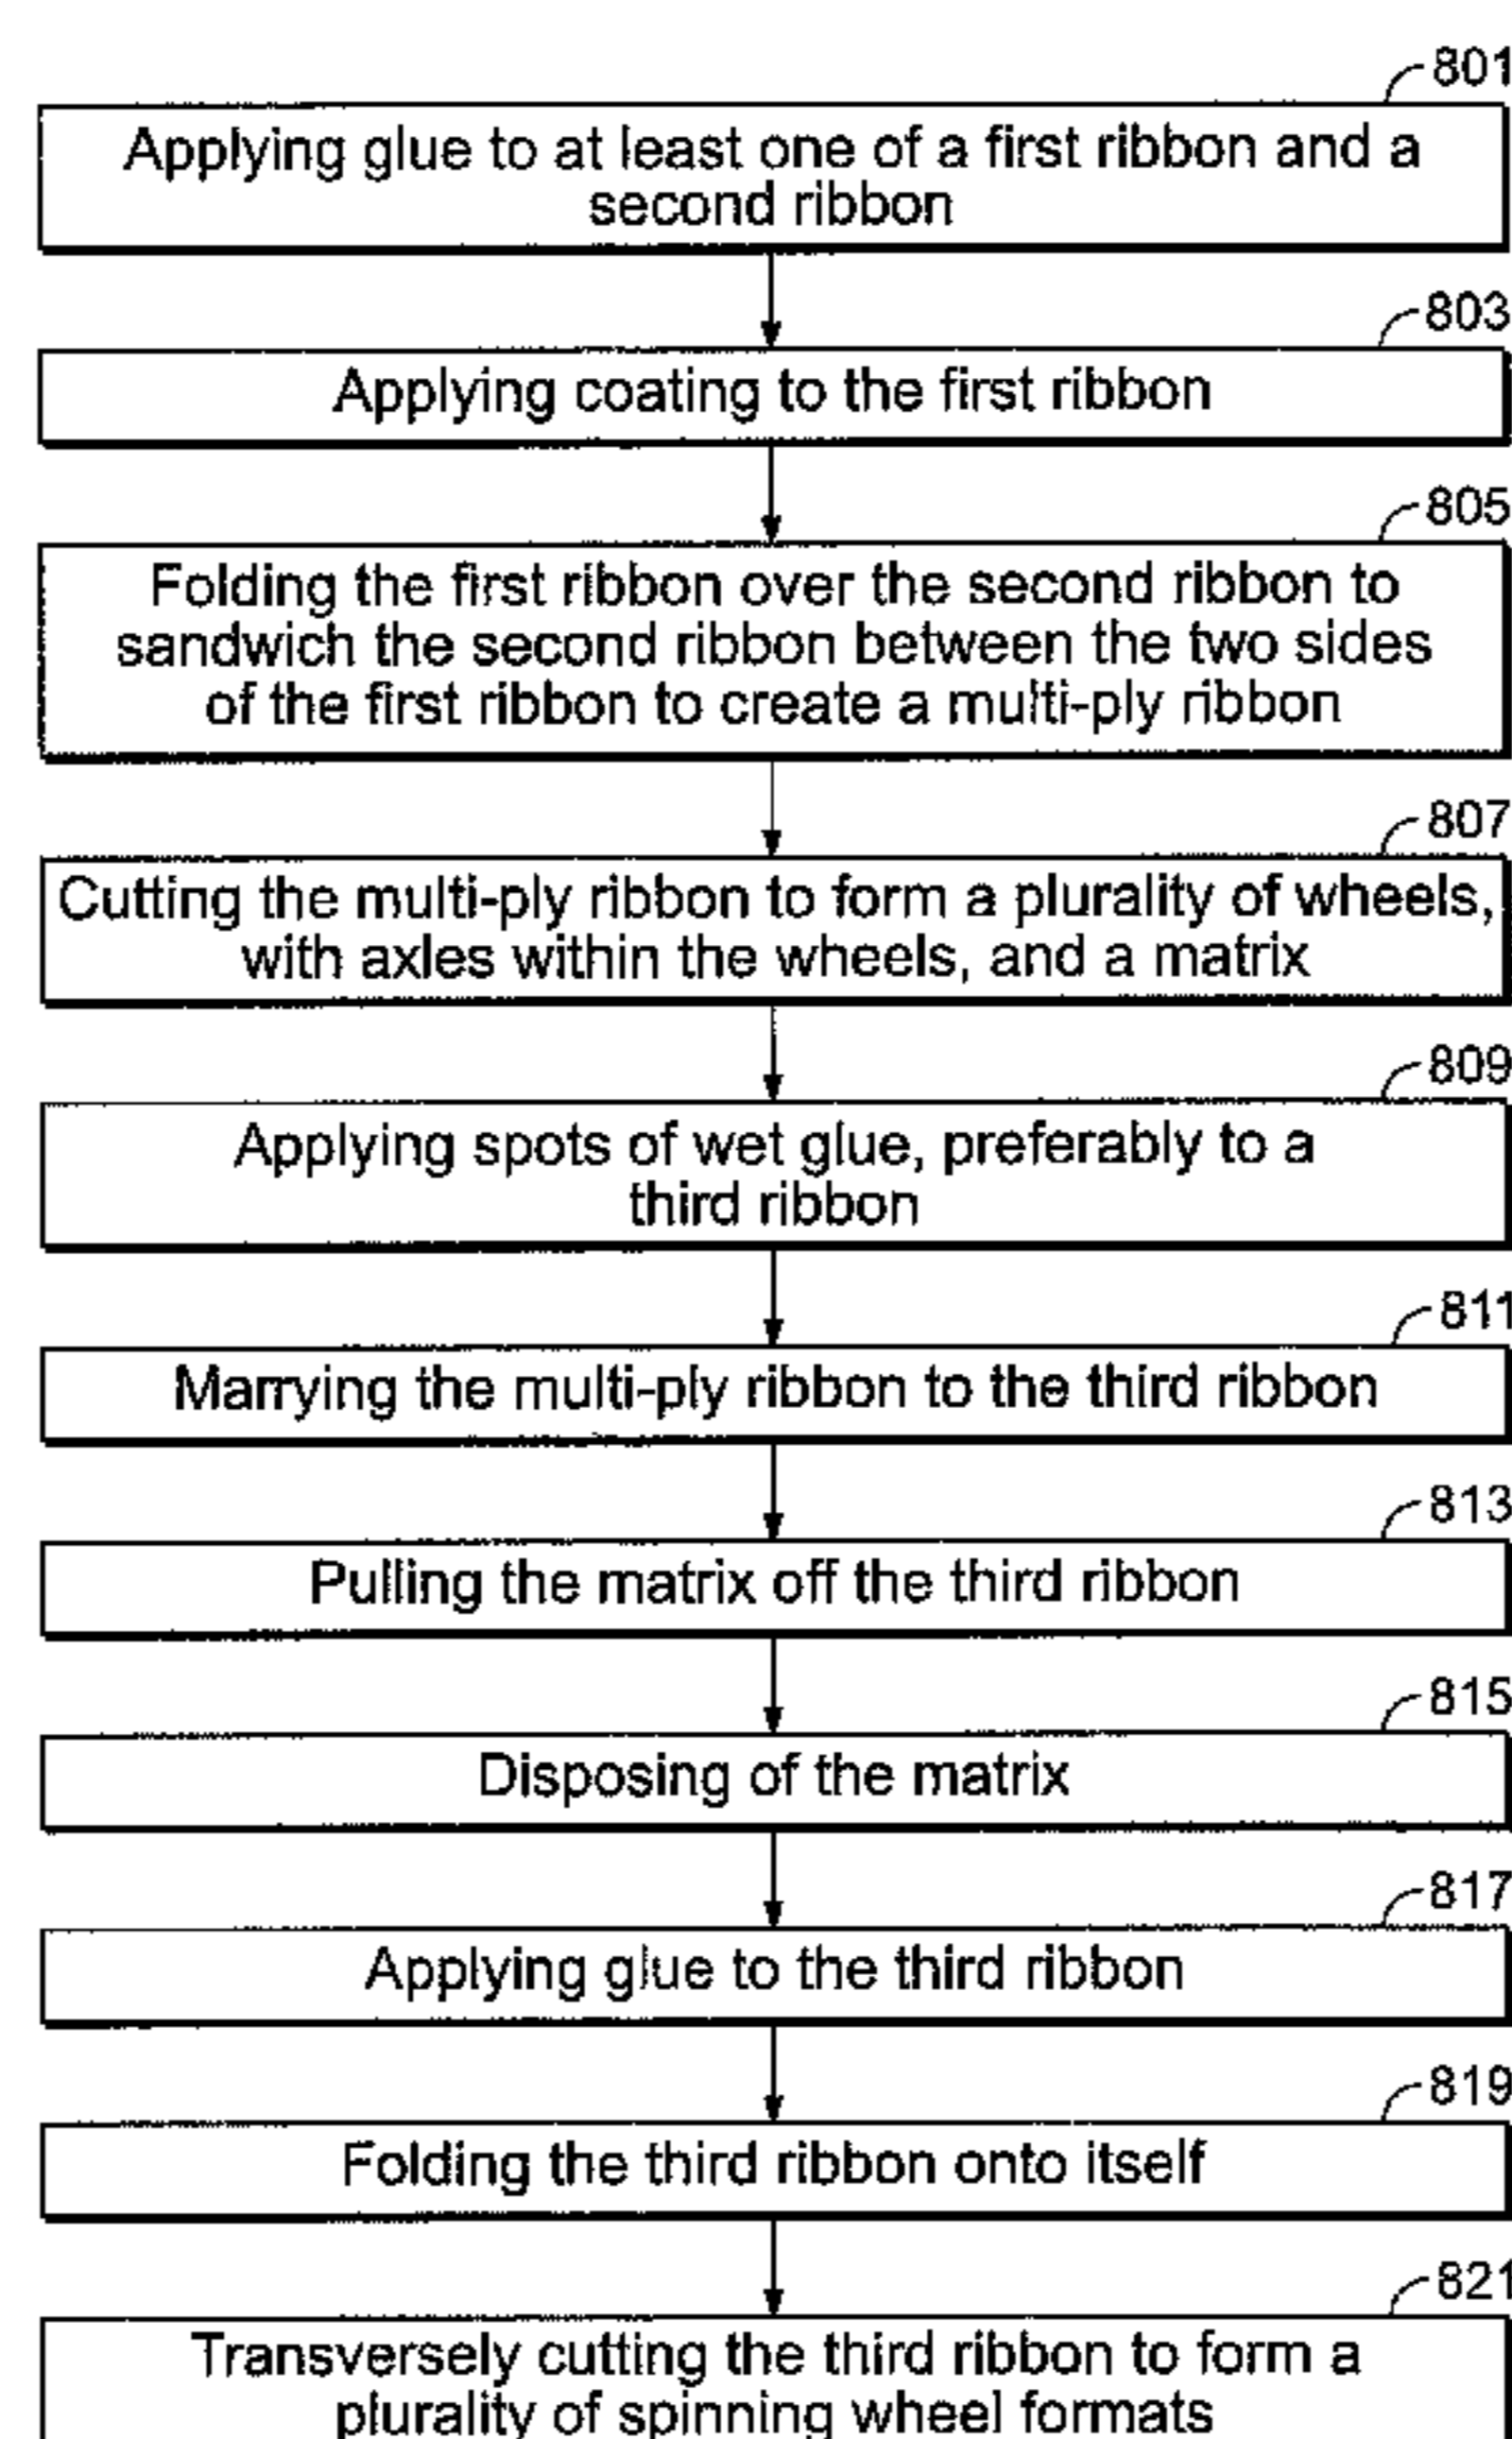 801
Applying glue to at least one of a first ribbon and a
second ribbon
803
Applying coating to the first ribbon
805
Folding the first ribbon over the second ribbon to
sandwich the second ribbon between the two sides
of the first ribbon to create a multi-ply ribbon
807
Cutting the multi-ply ribbon to form a plurality of wheels,
with axles within the wheels, and a matrix
809
Applying spots of wet glue, preferably to a
third ribbon
811
Marrying the multi-ply ribbon to the third ribbon
813
Pulling the matrix off the third ribbon
815
Disposing of the matrix
817
Applying glue to the third ribbon
819
Folding the third ribbon onto itself
821
Transversely cutting the third ribbon to form a
plurality of spinning wheel formats